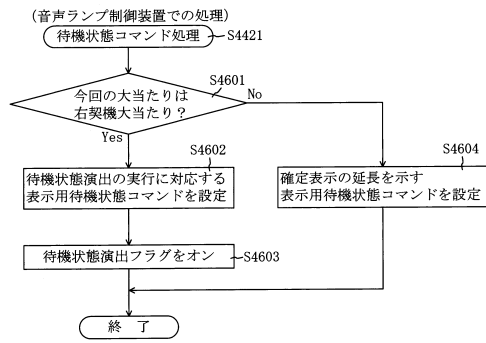 （音声ランプ制御装置での処理）
待機状態コマンド処理
S4421
S4601
今回の大当たりは
右契機大当たり？
No
Yes
S4602
待機状態演出の実行に対応する
表示用待機状態コマンドを設定
S4604
確定表示の延長を示す
表示用待機状態コマンドを設定
待機状態演出フラグをオン
S4603
終 了